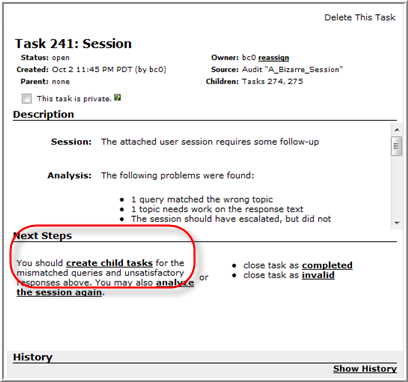 Delete This Task
Task 241: Session
Status: open
Owner: bc0 reassign
Created: Oct 2 11:45 PM PDT (by bc0)
Source: Audit "A_Bizarre_Session"
Parent: none
Children: Tasks 274, 275
This task is private. ?
Description
Session: The attached user session requires some follow-up
Analysis: The following problems were found:
• 1 query matched the wrong topic
• 1 topic needs work on the response text
• The session should have escalated, but did not
Next Steps
You should create child tasks for the
mismatched queries and unsatisfactory
responses above. You may also analyze
the session again.
or
• close task as completed
• close task as invalid
History
Show History